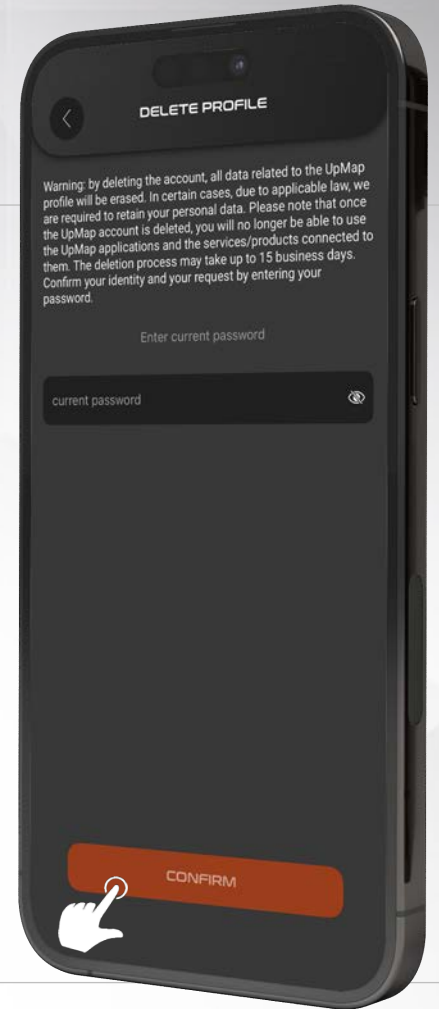 DELETE PROFILE
Warning: by deleting the account, all data related to the UpMap
profile will be erased. In certain cases, due to applicable law, we
are required to retain your personal data. Please note that once
the UpMap account is deleted, you will no longer be able to use
the UpMap applications and the services/products connected to
them. The deletion process may take up to 15 business days.
Confirm your identity and your request by entering your
password.
Enter current password
current password
CONFIRM